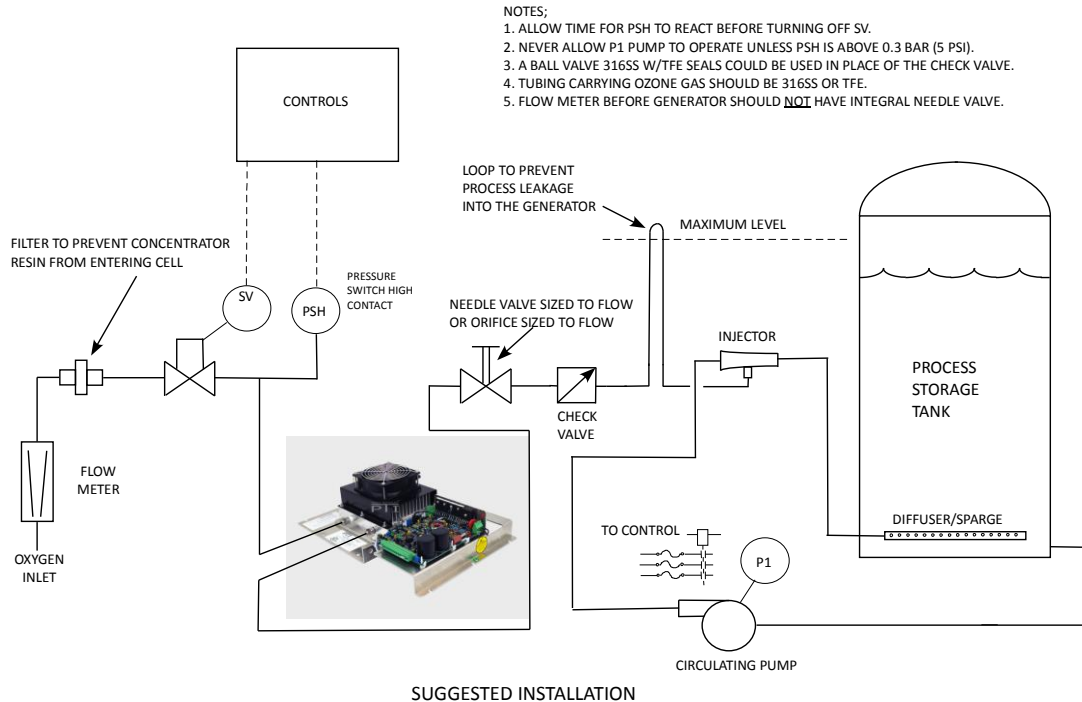 NOTES;
1. ALLOW TIME FOR PSH TO REACT BEFORE TURNING OFF SV.
2. NEVER ALLOW P1 PUMP TO OPERATE UNLESS PSH IS ABOVE 0.3 BAR (5 PSI).
3. A BALL VALVE 316SS W/TFE SEALS COULD BE USED IN PLACE OF THE CHECK VALVE.
4. TUBING CARRYING OZONE GAS SHOULD BE 316SS OR TFE.
5. FLOW METER BEFORE GENERATOR SHOULD NOT HAVE INTEGRAL NEEDLE VALVE.
CONTROLS
LOOP TO PREVENT
PROCESS LEAKAGE
INTO THE GENERATOR
MAXIMUM LEVEL
FILTER TO PREVENT CONCENTRATOR
RESIN FROM ENTERING CELL
SV
PSH
PRESSURE
SWITCH HIGH
CONTACT
NEEDLE VALVE SIZED TO FLOW
OR ORIFICE SIZED TO FLOW
INJECTOR
PROCESS
STORAGE
TANK
CHECK
VALVE
FLOW
METER
OXYGEN
INLET
TO CONTROL
P1
DIFFUSER/SPARGE
CIRCULATING PUMP
SUGGESTED INSTALLATION